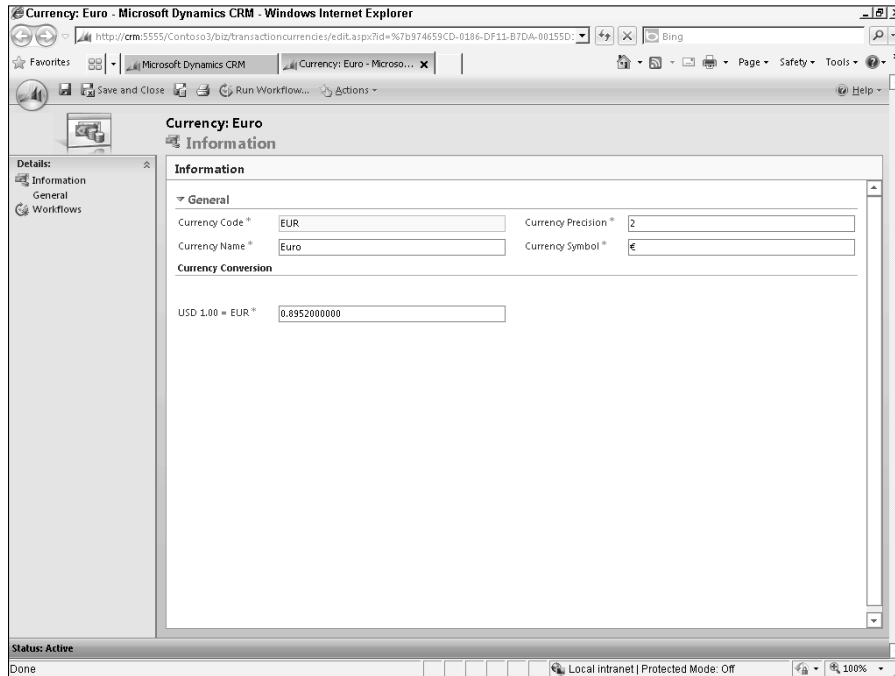 Currency: Euro - Microsoft Dynamics CRM - Windows Internet Explorer
http://crm:5555/Contoso3/biz/transactioncurrencies/edit.aspx?id=%7b974659CD-0186-DF11-B7DA-00155D:
Bing
Favorites
Microsoft Dynamics CRM
Currency: Euro - Microso...
Page
Safety
Tools
Save and Close
Run Workflow...
Actions
Help
Currency: Euro
Information
Details:
Information
General
Workflows
Information
General
Currency Code *
EUR
Currency Precision *
2
Currency Name *
Euro
Currency Symbol *
€
Currency Conversion
USD 1.00 = EUR *
0.8952000000
Status: Active
Done
Local intranet | Protected Mode: Off
100%